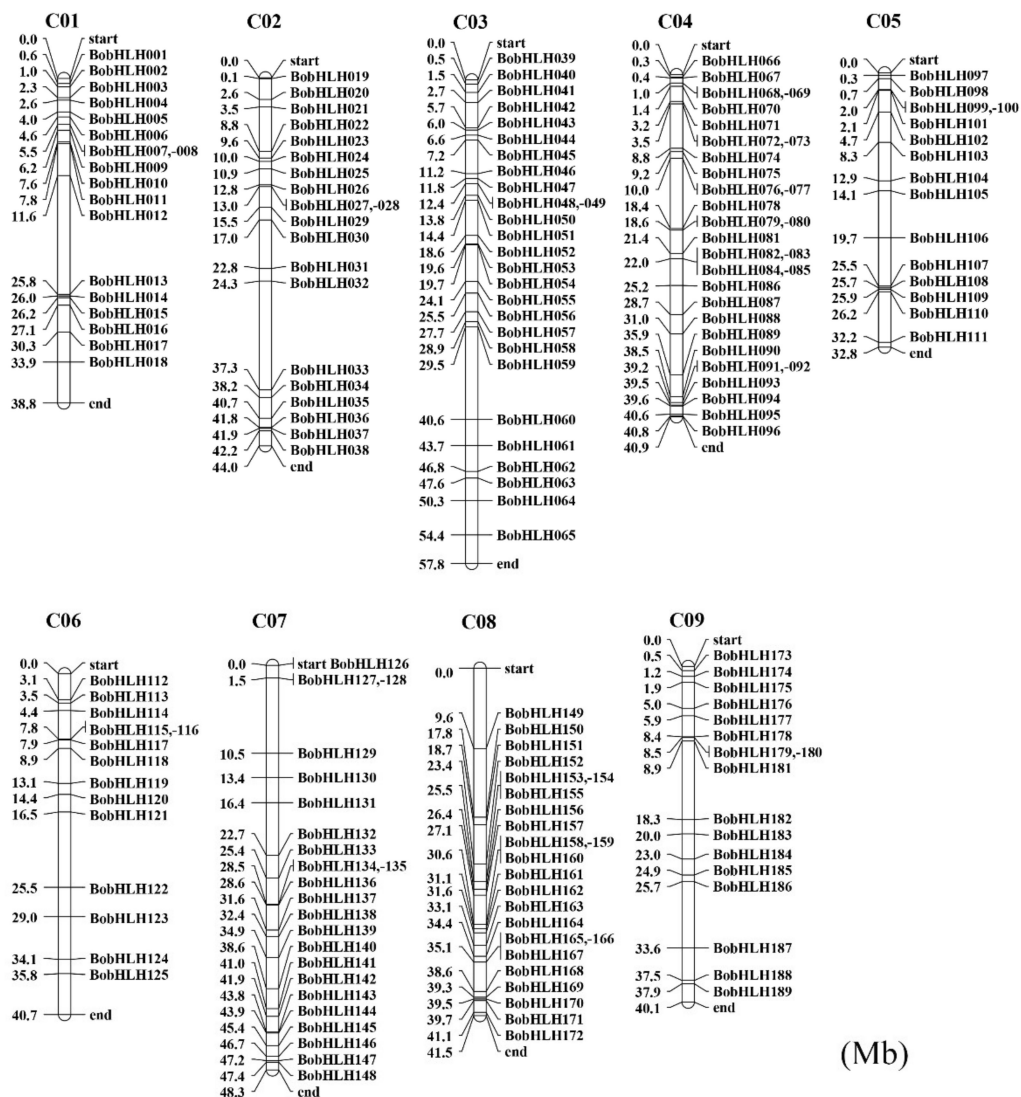 C01
0.0 start
0.6 BobHLH001
1.0 BobHLH002
2.3 BobHLH003
2.6 BobHLH004
4.0 BobHLH005
4.6 BobHLH006
5.5 BobHLH007,-008
6.2 BobHLH009
7.6 BobHLH010
7.8 BobHLH011
11.6 BobHLH012
25.8 BobHLH013
26.0 BobHLH014
26.2 BobHLH015
27.1 BobHLH016
30.3 BobHLH017
33.9 BobHLH018
38.8 end
C02
0.0 start
0.1 BobHLH019
2.6 BobHLH020
3.5 BobHLH021
8.8 BobHLH022
9.6 BobHLH023
10.0 BobHLH024
10.9 BobHLH025
12.8 BobHLH026
13.0 BobHLH027,-028
15.5 BobHLH029
17.0 BobHLH030
22.8 BobHLH031
24.3 BobHLH032
37.3 BobHLH033
38.2 BobHLH034
40.7 BobHLH035
41.8 BobHLH036
41.9 BobHLH037
42.2 BobHLH038
44.0 end
C03
0.0 start
0.5 BobHLH039
1.5 BobHLH040
2.7 BobHLH041
5.7 BobHLH042
6.0 BobHLH043
6.6 BobHLH044
7.2 BobHLH045
11.2 BobHLH046
11.8 BobHLH047
12.4 BobHLH048,-049
13.8 BobHLH050
14.4 BobHLH051
18.6 BobHLH052
19.6 BobHLH053
19.7 BobHLH054
24.1 BobHLH055
25.5 BobHLH056
27.7 BobHLH057
28.9 BobHLH058
29.5 BobHLH059
40.6 BobHLH060
43.7 BobHLH061
46.8 BobHLH062
47.6 BobHLH063
50.3 BobHLH064
54.4 BobHLH065
57.8 end
C04
0.0 start
0.3 BobHLH066
0.4 BobHLH067
1.0 BobHLH068,-069
1.4 BobHLH070
3.2 BobHLH071
3.5 BobHLH072,-073
8.8 BobHLH074
9.2 BobHLH075
10.0 BobHLH076,-077
18.4 BobHLH078
18.6 BobHLH079,-080
21.4 BobHLH081
22.0 BobHLH082,-083
BobHLH084,-085
25.2 BobHLH086
28.7 BobHLH087
31.0 BobHLH088
35.9 BobHLH089
38.5 BobHLH090
39.2 BobHLH091,-092
39.5 BobHLH093
39.6 BobHLH094
40.6 BobHLH095
40.8 BobHLH096
40.9 end
C05
0.0 start
0.3 BobHLH097
0.7 BobHLH098
2.0 BobHLH099,-100
2.1 BobHLH101
4.7 BobHLH102
8.3 BobHLH103
12.9 BobHLH104
14.1 BobHLH105
19.7 BobHLH106
25.5 BobHLH107
25.7 BobHLH108
25.9 BobHLH109
26.2 BobHLH110
32.2 BobHLH111
32.8 end
C06
0.0 start
3.1 BobHLH112
3.5 BobHLH113
4.4 BobHLH114
7.8 BobHLH115,-116
7.9 BobHLH117
8.9 BobHLH118
13.1 BobHLH119
14.4 BobHLH120
16.5 BobHLH121
25.5 BobHLH122
29.0 BobHLH123
34.1 BobHLH124
35.8 BobHLH125
40.7 end
C07
0.0 start BobHLH126
1.5 BobHLH127,-128
10.5 BobHLH129
13.4 BobHLH130
16.4 BobHLH131
22.7 BobHLH132
25.4 BobHLH133
28.5 BobHLH134,-135
28.6 BobHLH136
31.6 BobHLH137
32.4 BobHLH138
34.9 BobHLH139
38.6 BobHLH140
41.0 BobHLH141
41.9 BobHLH142
43.8 BobHLH143
43.9 BobHLH144
45.4 BobHLH145
46.7 BobHLH146
47.2 BobHLH147
47.4 BobHLH148
48.3 end
C08
0.0 start
9.6 BobHLH149
17.8 BobHLH150
18.7 BobHLH151
23.4 BobHLH152
25.5 BobHLH153,-154
BobHLH155
26.4 BobHLH156
27.1 BobHLH157
30.6 BobHLH158,-159
BobHLH160
31.1 BobHLH161
31.6 BobHLH162
33.1 BobHLH163
34.4 BobHLH164
35.1 BobHLH165,-166
BobHLH167
38.6 BobHLH168
39.3 BobHLH169
39.5 BobHLH170
39.7 BobHLH171
41.1 BobHLH172
41.5 end
C09
0.0 start
0.5 BobHLH173
1.2 BobHLH174
1.9 BobHLH175
5.0 BobHLH176
5.9 BobHLH177
8.4 BobHLH178
8.5 BobHLH179,-180
8.9 BobHLH181
18.3 BobHLH182
20.0 BobHLH183
23.0 BobHLH184
24.9 BobHLH185
25.7 BobHLH186
33.6 BobHLH187
37.5 BobHLH188
37.9 BobHLH189
40.1 end
(Mb)